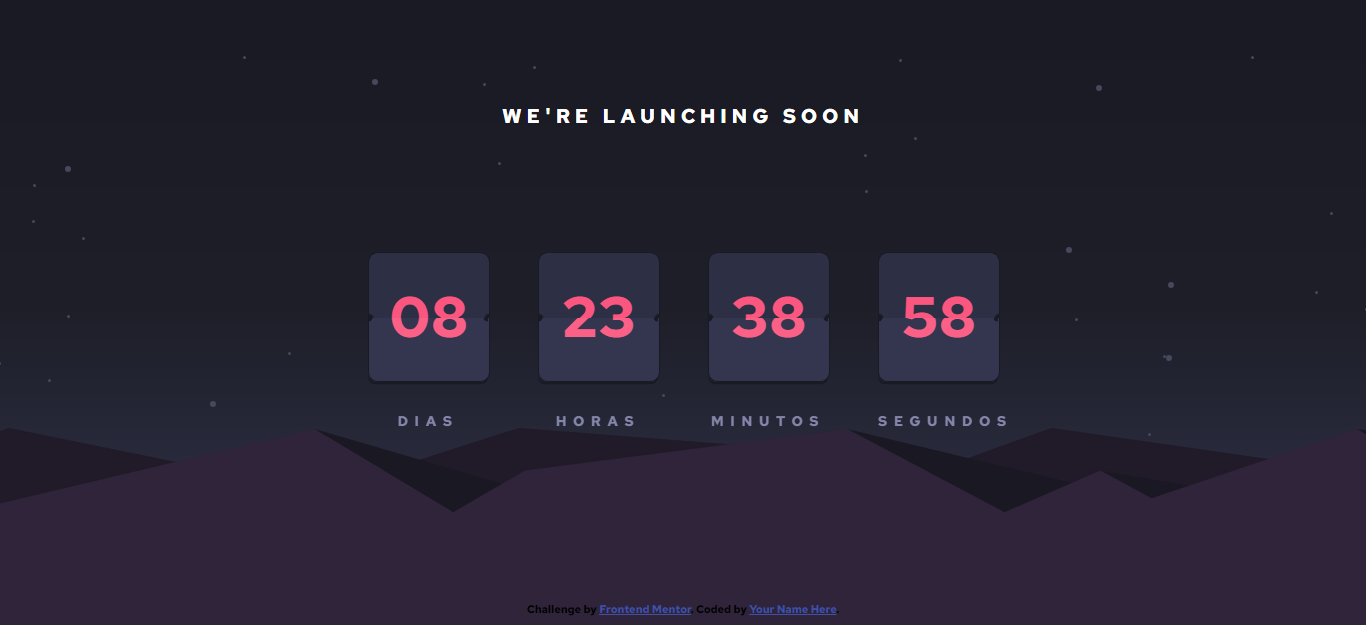 WE'RE LAUNCHING SOON
08 23 38 58
DIAS HORAS MINUTOS SEGUNDOS
Challenge by Frontend Mentor. Coded by Your Name Here.